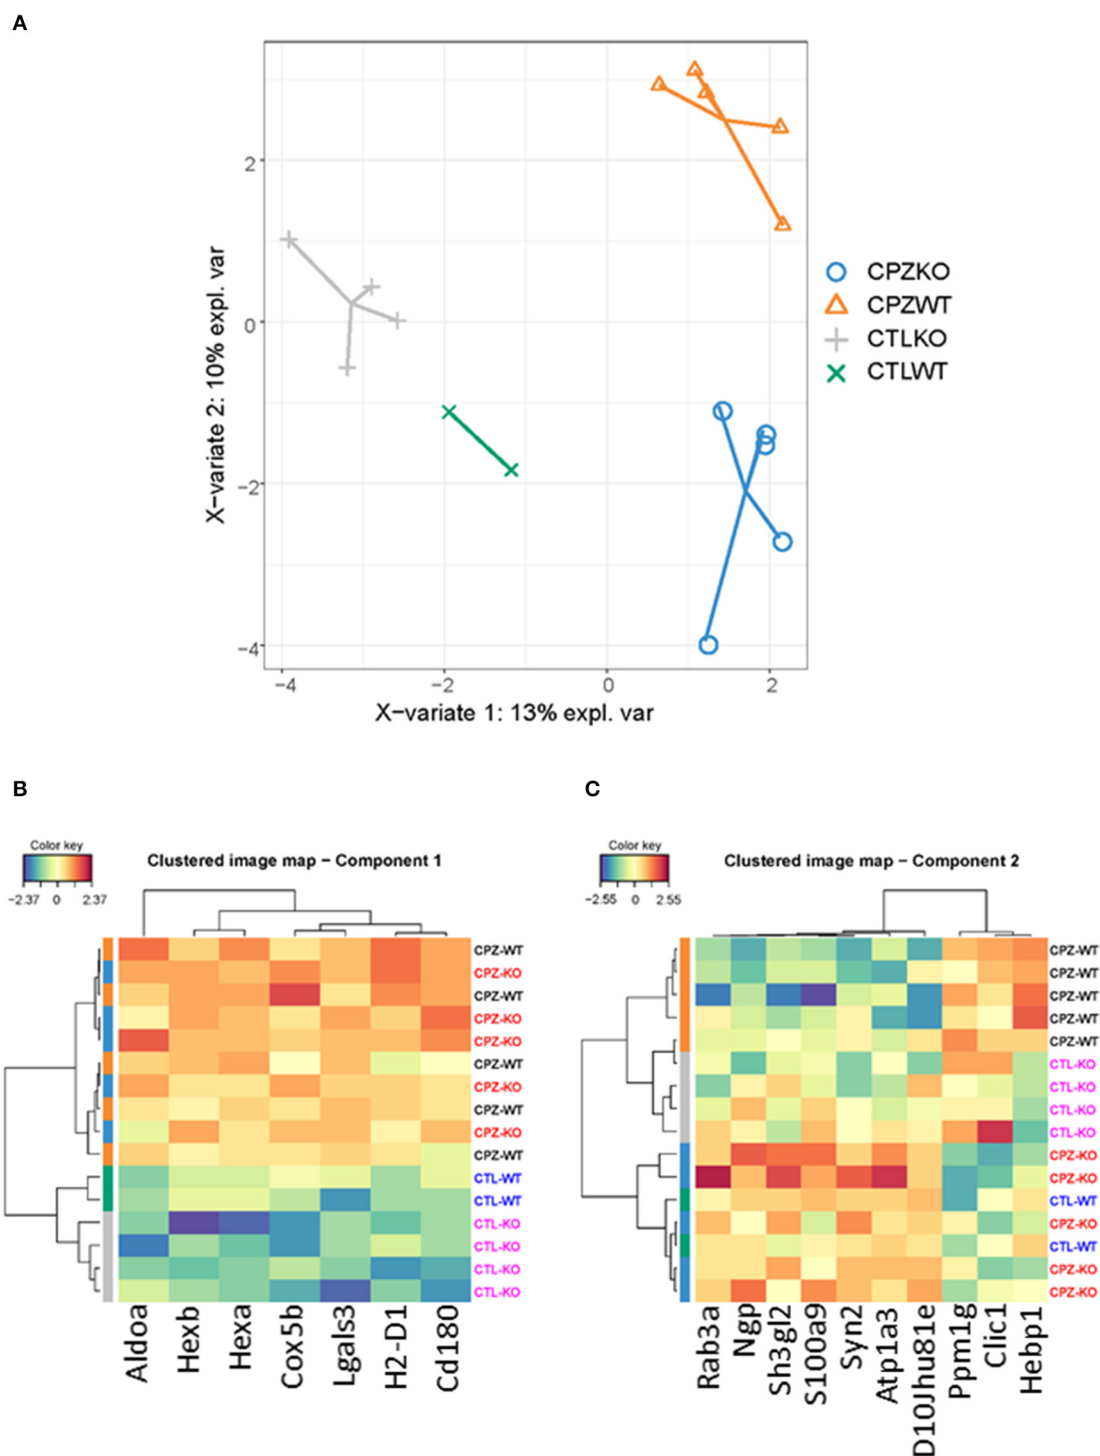 A
2
0
−2
−4
−4
−2
0
2
X−variate 2: 10% expl. var
X−variate 1: 13% expl. var
CPZKO
CPZWT
CTLKO
CTLWT
B
Color key
−2.37 0 2.37
Clustered image map − Component 1
CPZ-WT
CPZ-KO
CPZ-WT
CPZ-KO
CPZ-KO
CPZ-WT
CPZ-KO
CPZ-WT
CPZ-KO
CPZ-WT
CTL-WT
CTL-WT
CTL-KO
CTL-KO
CTL-KO
CTL-KO
Aldoa
Hexb
Hexa
Cox5b
Lgals3
H2-D1
Cd180
C
Color key
−2.55 0 2.55
Clustered image map − Component 2
CPZ-WT
CPZ-WT
CPZ-WT
CPZ-WT
CPZ-WT
CTL-KO
CTL-KO
CTL-KO
CTL-KO
CPZ-KO
CPZ-KO
CTL-WT
CPZ-KO
CTL-WT
CPZ-KO
CPZ-KO
Rab3a
Ngp
Sh3gl2
S100a9
Syn2
Atp1a3
D10Jhu81e
Ppm1g
Clic1
Hebp1